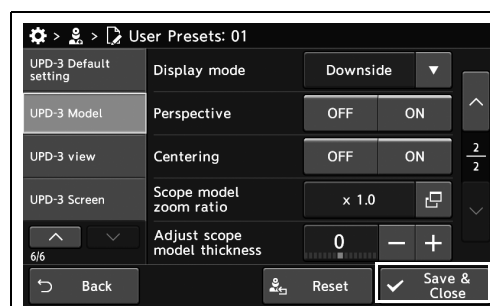 > > User Presets: 01
UPD-3 Default
setting
UPD-3 Model
UPD-3 view
UPD-3 Screen
6/6
Display mode
Downside
Perspective
OFF
ON
Centering
OFF
ON
Scope model
zoom ratio
× 1.0
Adjust scope
model thickness
0
2
2
Back
Reset
Save &
Close